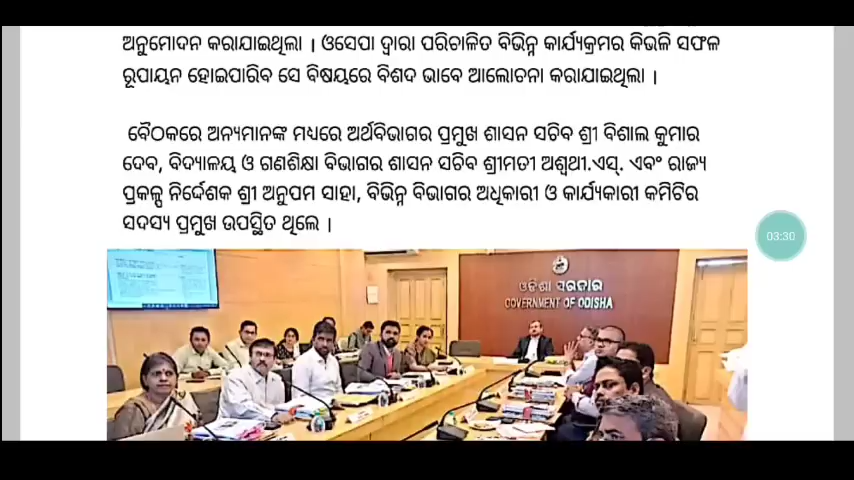 ଅନୁମୋଦନ କରାଯାଇଥିଲା । ଓସେପା ଦ୍ୱାରା ପରିଚାଳିତ ବିଭିନ୍ନ କାର୍ଯ୍ୟକ୍ରମର କିଭଳି ସଫଳ
ରୂପାୟନ ହୋଇପାରିବ ସେ ବିଷୟରେ ବିଶଦ ଭାବେ ଆଲୋଚନା କରାଯାଇଥିଲା ।
ବୈଠକରେ ଅନ୍ୟମାନଙ୍କ ମଧ୍ୟରେ ଅର୍ଥବିଭାଗର ପ୍ରମୁଖ ଶାସନ ସଚିବ ଶ୍ରୀ ବିଶାଲ କୁମାର
ଦେବ, ବିଦ୍ୟାଳୟ ଓ ଗଣଶିକ୍ଷା ବିଭାଗର ଶାସନ ସଚିବ ଶ୍ରୀମତୀ ଅଶ୍ୱଥୀ.ଏସ୍. ଏବଂ ରାଜ୍ୟ
ପ୍ରକଳ୍ପ ନିର୍ଦ୍ଦେଶକ ଶ୍ରୀ ଅନୁପମ ସାହା, ବିଭିନ୍ନ ବିଭାଗର ଅଧିକାରୀ ଓ କାର୍ଯ୍ୟକାରୀ କମିଟିର
ସଦସ୍ୟ ପ୍ରମୁଖ ଉପସ୍ଥିତ ଥିଲେ ।
03:30
ଓଡ଼ିଶା ସରକାର
GOVERNMENT OF ODISHA